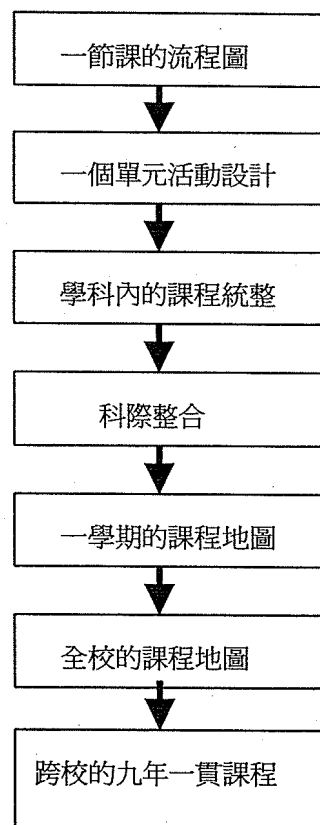 一節課的流程圖
一個單元活動設計
學科內的課程統整
科際整合
一學期的課程地圖
全校的課程地圖
跨校的九年一貫課程